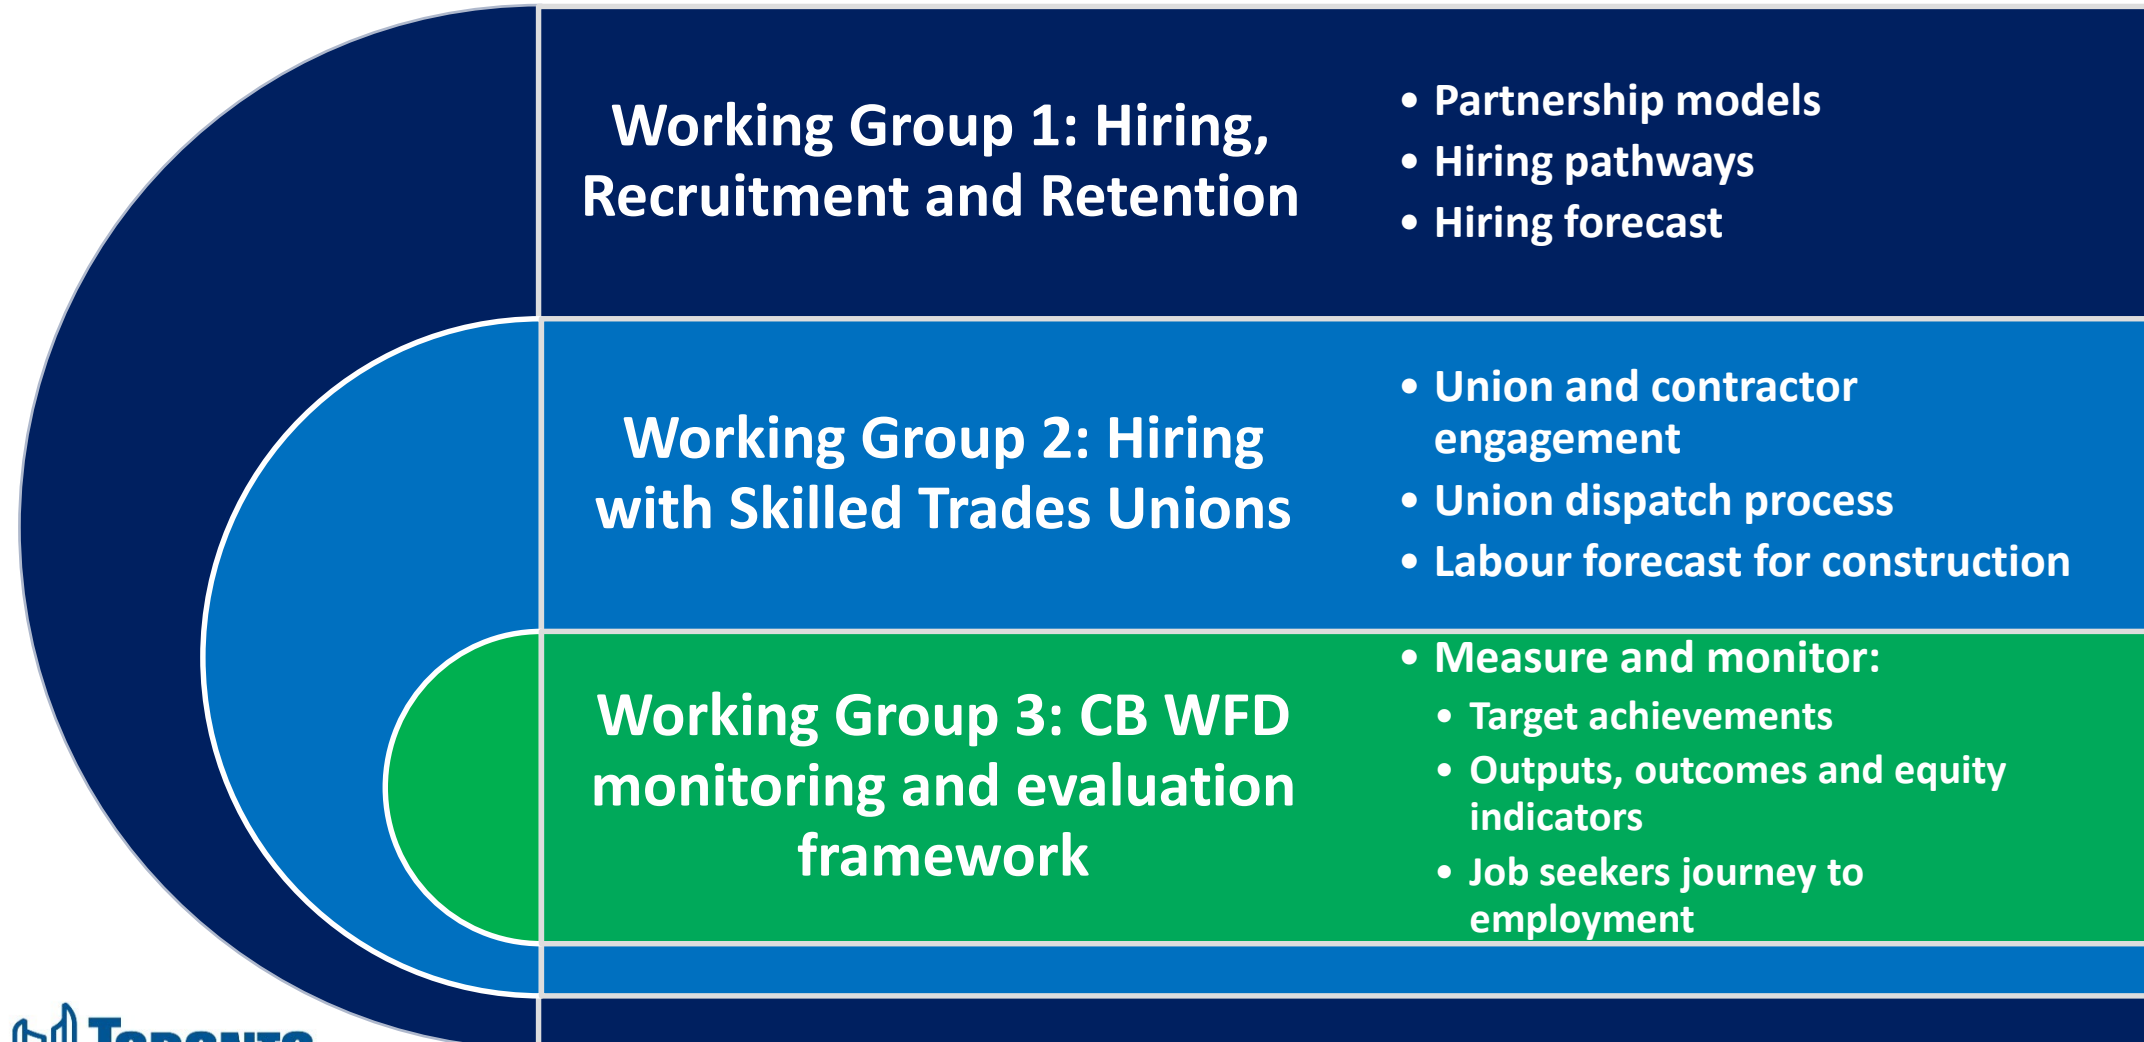 Working Group 1: Hiring,
Recruitment and Retention
• Partnership models
• Hiring pathways
• Hiring forecast
Working Group 2: Hiring
with Skilled Trades Unions
• Union and contractor
engagement
• Union dispatch process
• Labour forecast for construction
Working Group 3: CB WFD
monitoring and evaluation
framework
• Measure and monitor:
• Target achievements
• Outputs, outcomes and equity
indicators
• Job seekers journey to
employment
TORONTO